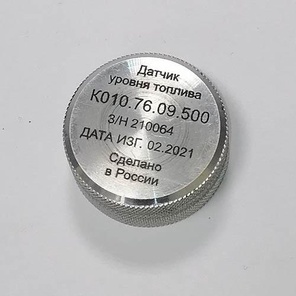 Датчик
уровня топлива
К010.76.09.500
З/Н 210064
ДАТА ИЗГ. 02.2021
Сделано
в России